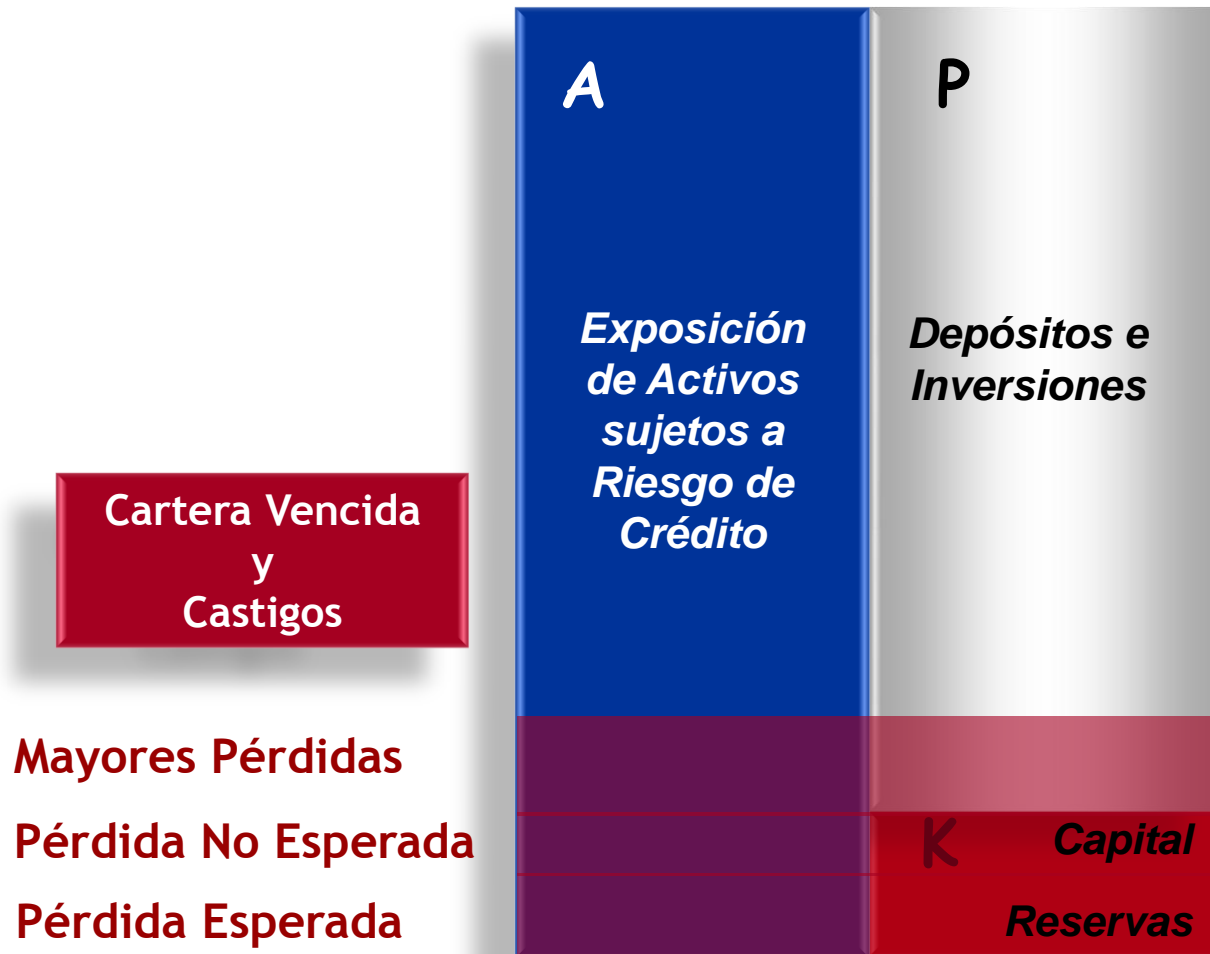 A
P
Exposición
de Activos
sujetos a
Riesgo de
Crédito
Depósitos e
Inversiones
Cartera Vencida
y
Castigos
Mayores Pérdidas
Pérdida No Esperada
K
Capital
Pérdida Esperada
Reservas